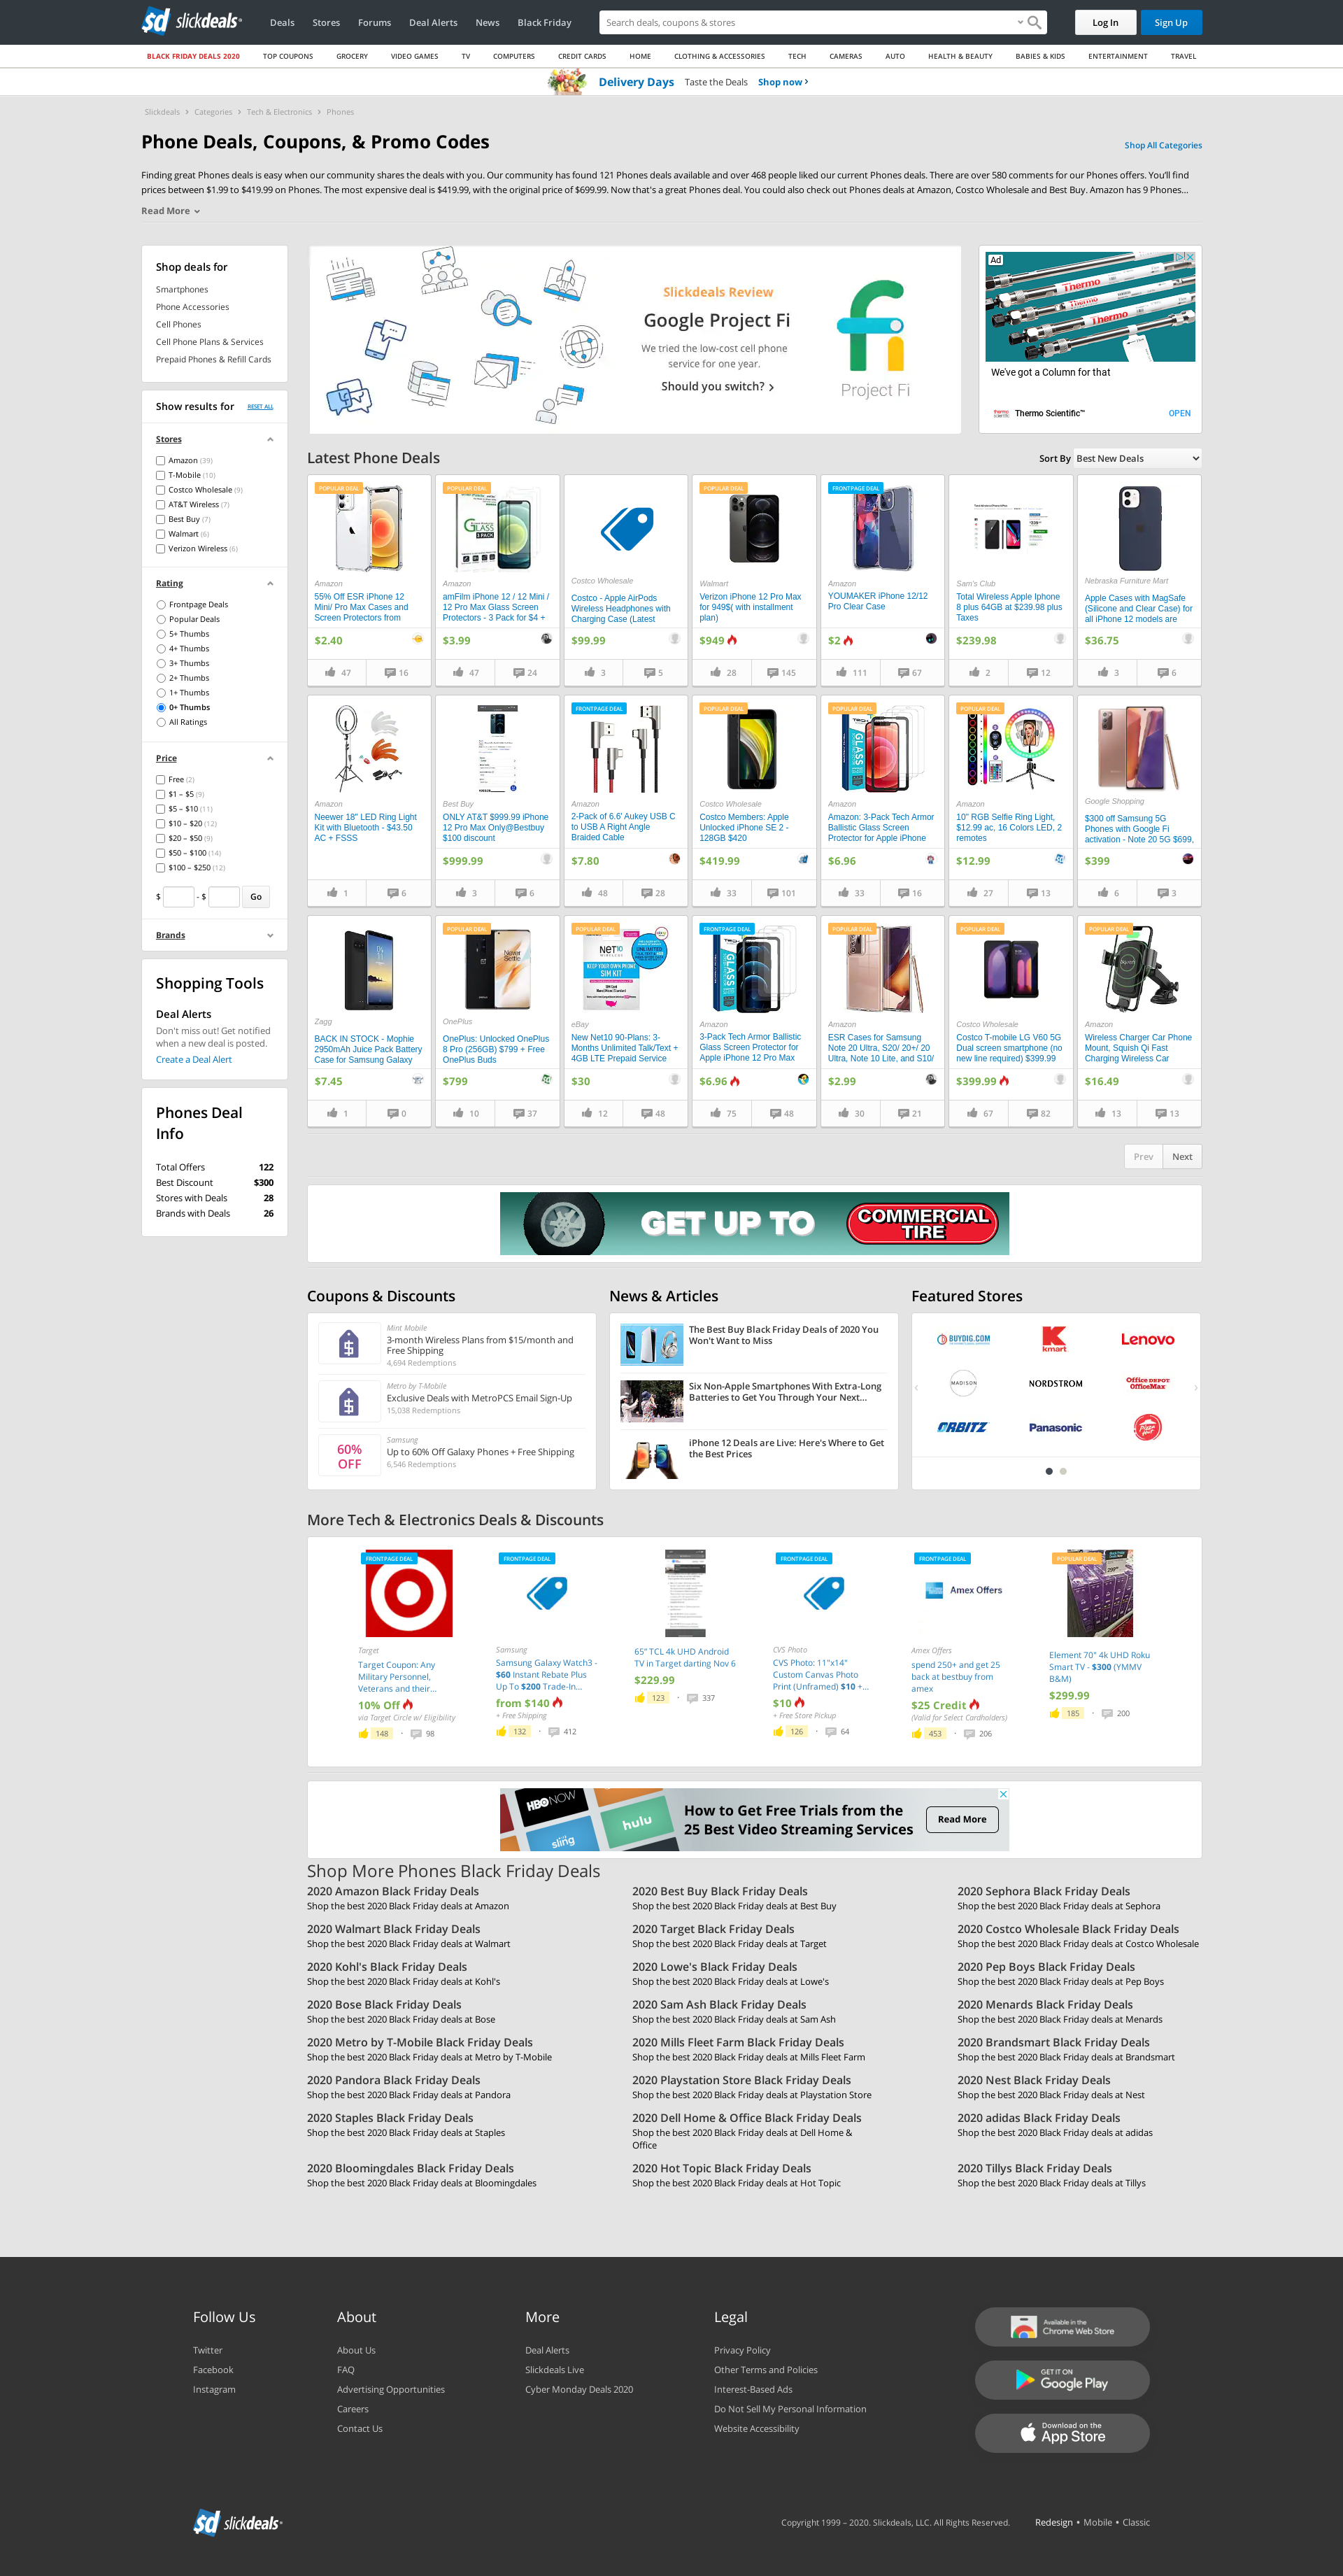 slickdeals
Deals Stores Forums Deal Alerts News Black Friday
Search deals, coupons & stores
Log In Sign Up
BLACK FRIDAY DEALS 2020 TOP COUPONS GROCERY VIDEO GAMES TV COMPUTERS CREDIT CARDS HOME CLOTHING & ACCESSORIES TECH CAMERAS AUTO HEALTH & BEAUTY BABIES & KIDS ENTERTAINMENT TRAVEL
Delivery Days Taste the Deals Shop now
Slickdeals Categories Tech & Electronics Phones
Phone Deals, Coupons, & Promo Codes
Shop All Categories
Finding great Phones deals is easy when our community shares the deals with you. Our community has found 121 Phones deals available and over 468 people liked our current Phones deals. There are over 580 comments for our Phones offers. You'll find
prices between $1.99 to $419.99 on Phones. The most expensive deal is $419.99, with the original price of $699.99. Now that's a great Phones deal. You could also check out Phones deals at Amazon, Costco Wholesale and Best Buy. Amazon has 9 Phones...
Read More
Shop deals for
Smartphones
Phone Accessories
Cell Phones
Cell Phone Plans & Services
Prepaid Phones & Refill Cards
Show results for RESET ALL
Stores
Amazon (39)
T-Mobile (10)
Costco Wholesale (9)
AT&T Wireless (7)
Best Buy (7)
Walmart (6)
Verizon Wireless (6)
Rating
Frontpage Deals
Popular Deals
5+ Thumbs
4+ Thumbs
3+ Thumbs
2+ Thumbs
1+ Thumbs
0+ Thumbs
All Ratings
Price
Free (2)
$1 – $5 (9)
$5 – $10 (11)
$10 – $20 (12)
$20 – $50 (9)
$50 – $100 (14)
$100 – $250 (12)
$ - $ Go
Brands
Shopping Tools
Deal Alerts
Don't miss out! Get notified
when a new deal is posted.
Create a Deal Alert
Phones Deal
Info
Total Offers 122
Best Discount $300
Stores with Deals 28
Brands with Deals 26
Slickdeals Review
Google Project Fi
We tried the low-cost cell phone
service for one year.
Should you switch?
Project Fi
Ad
Thermo
We've got a Column for that
Thermo Scientific™ OPEN
Latest Phone Deals
Sort By Best New Deals
POPULAR DEAL
Amazon
55% Off ESR iPhone 12
Mini/ Pro Max Cases and
Screen Protectors from
$2.40
47 16
POPULAR DEAL
Amazon
amFilm iPhone 12 / 12 Mini /
12 Pro Max Glass Screen
Protectors - 3 Pack for $4 +
$3.99
47 24
Costco Wholesale
Costco - Apple AirPods
Wireless Headphones with
Charging Case (Latest
$99.99
3 5
POPULAR DEAL
Walmart
Verizon iPhone 12 Pro Max
for 949$( with installment
plan)
$949
28 145
FRONTPAGE DEAL
Amazon
YOUMAKER iPhone 12/12
Pro Clear Case
$2
111 67
Sam's Club
Total Wireless Apple Iphone
8 plus 64GB at $239.98 plus
Taxes
$239.98
2 12
Nebraska Furniture Mart
Apple Cases with MagSafe
(Silicone and Clear Case) for
all iPhone 12 models are
$36.75
3 6
Amazon
Neewer 18" LED Ring Light
Kit with Bluetooth - $43.50
AC + FSSS
1 6
Best Buy
ONLY AT&T $999.99 iPhone
12 Pro Max Only@Bestbuy
$100 discount
$999.99
3 6
FRONTPAGE DEAL
Amazon
2-Pack of 6.6' Aukey USB C
to USB A Right Angle
Braided Cable
$7.80
48 28
POPULAR DEAL
Costco Wholesale
Costco Members: Apple
Unlocked iPhone SE 2 -
128GB $420
$419.99
33 101
POPULAR DEAL
Amazon
Amazon: 3-Pack Tech Armor
Ballistic Glass Screen
Protector for Apple iPhone
$6.96
33 16
POPULAR DEAL
Amazon
10" RGB Selfie Ring Light,
$12.99 ac, 16 Colors LED, 2
remotes
$12.99
27 13
Google Shopping
$300 off Samsung 5G
Phones with Google Fi
activation - Note 20 5G $699,
$399
6 3
Zagg
BACK IN STOCK - Mophie
2950mAh Juice Pack Battery
Case for Samsung Galaxy
$7.45
1 0
POPULAR DEAL
OnePlus
OnePlus: Unlocked OnePlus
8 Pro (256GB) $799 + Free
OnePlus Buds
$799
10 37
POPULAR DEAL
NET10
KEEP YOUR OWN PHONE
SIM KIT
eBay
New Net10 90-Plans: 3-
Months Unlimited Talk/Text +
4GB LTE Prepaid Service
$30
12 48
FRONTPAGE DEAL
Amazon
3-Pack Tech Armor Ballistic
Glass Screen Protector for
Apple iPhone 12 Pro Max
$6.96
75 48
POPULAR DEAL
Amazon
ESR Cases for Samsung
Note 20 Ultra, S20/ 20+/ 20
Ultra, Note 10 Lite, and S10/
$2.99
30 21
POPULAR DEAL
Costco Wholesale
Costco T-mobile LG V60 5G
Dual screen smartphone (no
new line required) $399.99
$399.99
67 82
POPULAR DEAL
Amazon
Wireless Charger Car Phone
Mount, Squish Qi Fast
Charging Wireless Car
$16.49
13 13
Prev Next
GET UP TO COMMERCIAL TIRE
Coupons & Discounts
Mint Mobile
3-month Wireless Plans from $15/month and
Free Shipping
4,694 Redemptions
Metro by T-Mobile
Exclusive Deals with MetroPCS Email Sign-Up
15,038 Redemptions
60% OFF
Samsung
Up to 60% Off Galaxy Phones + Free Shipping
6,546 Redemptions
News & Articles
The Best Buy Black Friday Deals of 2020 You
Won't Want to Miss
Six Non-Apple Smartphones With Extra-Long
Batteries to Get You Through Your Next...
iPhone 12 Deals are Live: Here's Where to Get
the Best Prices
Featured Stores
BUYDIG.COM kmart Lenovo
MADISON NORDSTROM Office DEPOT OfficeMax
ORBITZ Panasonic Pizza Hut
More Tech & Electronics Deals & Discounts
FRONTPAGE DEAL
Target
Target Coupon: Any
Military Personnel,
Veterans and their...
10% Off
via Target Circle w/ Eligibility
148 98
FRONTPAGE DEAL
Samsung
Samsung Galaxy Watch3 -
$60 Instant Rebate Plus
Up To $200 Trade-In...
from $140
+ Free Shipping
132 412
65" TCL 4k UHD Android
TV in Target darting Nov 6
$229.99
123 337
FRONTPAGE DEAL
CVS Photo
CVS Photo: 11"x14"
Custom Canvas Photo
Print (Unframed) $10 +...
$10
+ Free Store Pickup
126 64
FRONTPAGE DEAL
Amex Offers
Amex Offers
spend 250+ and get 25
back at bestbuy from
amex
$25 Credit
(Valid for Select Cardholders)
453 206
POPULAR DEAL
Element 70" 4k UHD Roku
Smart TV - $300 (YMMV
B&M)
$299.99
185 200
HBO NOW sling hulu
How to Get Free Trials from the
25 Best Video Streaming Services
Read More
Shop More Phones Black Friday Deals
2020 Amazon Black Friday Deals
Shop the best 2020 Black Friday deals at Amazon
2020 Best Buy Black Friday Deals
Shop the best 2020 Black Friday deals at Best Buy
2020 Sephora Black Friday Deals
Shop the best 2020 Black Friday deals at Sephora
2020 Walmart Black Friday Deals
Shop the best 2020 Black Friday deals at Walmart
2020 Target Black Friday Deals
Shop the best 2020 Black Friday deals at Target
2020 Costco Wholesale Black Friday Deals
Shop the best 2020 Black Friday deals at Costco Wholesale
2020 Kohl's Black Friday Deals
Shop the best 2020 Black Friday deals at Kohl's
2020 Lowe's Black Friday Deals
Shop the best 2020 Black Friday deals at Lowe's
2020 Pep Boys Black Friday Deals
Shop the best 2020 Black Friday deals at Pep Boys
2020 Bose Black Friday Deals
Shop the best 2020 Black Friday deals at Bose
2020 Sam Ash Black Friday Deals
Shop the best 2020 Black Friday deals at Sam Ash
2020 Menards Black Friday Deals
Shop the best 2020 Black Friday deals at Menards
2020 Metro by T-Mobile Black Friday Deals
Shop the best 2020 Black Friday deals at Metro by T-Mobile
2020 Mills Fleet Farm Black Friday Deals
Shop the best 2020 Black Friday deals at Mills Fleet Farm
2020 Brandsmart Black Friday Deals
Shop the best 2020 Black Friday deals at Brandsmart
2020 Pandora Black Friday Deals
Shop the best 2020 Black Friday deals at Pandora
2020 Playstation Store Black Friday Deals
Shop the best 2020 Black Friday deals at Playstation Store
2020 Nest Black Friday Deals
Shop the best 2020 Black Friday deals at Nest
2020 Staples Black Friday Deals
Shop the best 2020 Black Friday deals at Staples
2020 Dell Home & Office Black Friday Deals
Shop the best 2020 Black Friday deals at Dell Home &
Office
2020 adidas Black Friday Deals
Shop the best 2020 Black Friday deals at adidas
2020 Bloomingdales Black Friday Deals
Shop the best 2020 Black Friday deals at Bloomingdales
2020 Hot Topic Black Friday Deals
Shop the best 2020 Black Friday deals at Hot Topic
2020 Tillys Black Friday Deals
Shop the best 2020 Black Friday deals at Tillys
Follow Us
Twitter
Facebook
Instagram
About
About Us
FAQ
Advertising Opportunities
Careers
Contact Us
More
Deal Alerts
Slickdeals Live
Cyber Monday Deals 2020
Legal
Privacy Policy
Other Terms and Policies
Interest-Based Ads
Do Not Sell My Personal Information
Website Accessibility
Available in the
Chrome Web Store
GET IT ON
Google Play
Download on the
App Store
slickdeals
Copyright 1999 – 2020. Slickdeals, LLC. All Rights Reserved. Redesign • Mobile • Classic